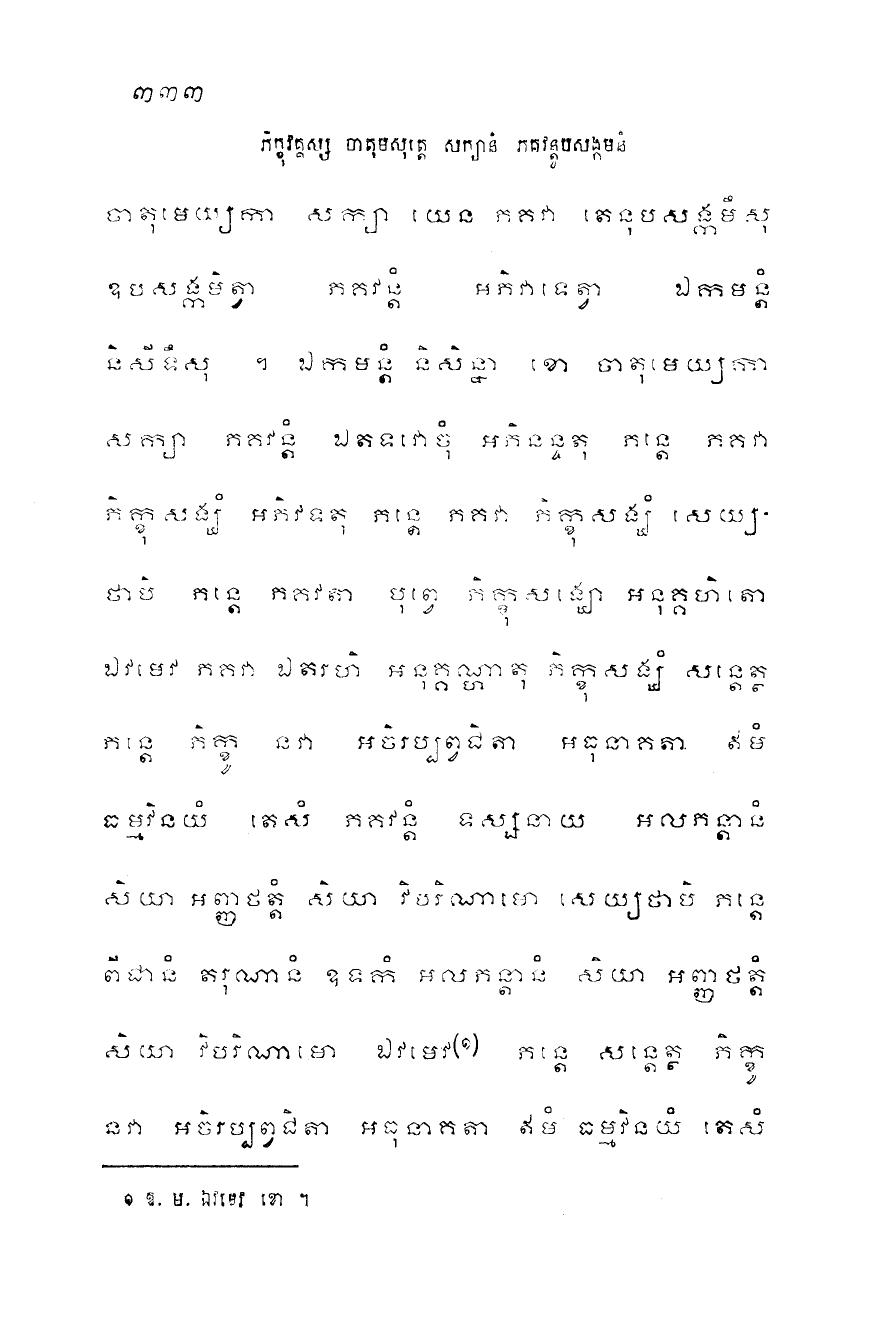 ៣៣៣
ភិក្ខុវគ្គស្ស ចាតុមសុត្តេ សក្យានំ ភគវន្តូបសង្កមនំ
ចាតុមេយ្យកា សក្យា យេន ភគវា តេនុបសង្កមឹសុ
ឧបសង្កមិត្វា ភគវន្តំ អភិវាទេត្វា ឯកមន្តំ
និសីទឹសុ ។ ឯកមន្តំ និសិន្នា ខោ ចាតុមេយ្យកា
សក្យា ភគវន្តំ ឯតទវោចុំ អភិនន្ទតុ ភន្តេ ភគវា
ភិក្ខុសង្ឃំ អភិវទតុ ភន្តេ ភគវា ភិក្ខុសង្ឃំ សេយ្យ-
ថាបិ ភន្តេ ភគវតា បុព្វេ ភិក្ខុសង្ឃោ អនុគ្គហិតោ
ឯវមេវ ភគវា ឯតរហិ អនុគ្គណ្ហាតុ ភិក្ខុសង្ឃំ សន្តេត្ថ
ភន្តេ ភិក្ខូ នវា អចិរប្បព្វជិតា អធុនាគតា ឥមំ
ធម្មវិនយំ តេសំ ភគវន្តំ ទស្សនាយ អលភន្តានំ
សិយា អញ្ញថត្តំ សិយា វិបរិណាមោ សេយ្យថាបិ ភន្តេ
ពីជានំ តរុណានំ ឧទកំ អលភន្តានំ សិយា អញ្ញថត្តំ
សិយា វិបរិណាមោ ឯវមេវ(១) ភន្តេ សន្តេត្ថ ភិក្ខូ
នវា អចិរប្បព្វជិតា អធុនាគតា ឥមំ ធម្មវិនយំ តេសំ
១ ឱ. ម. ឯវមេវ ខោ ។